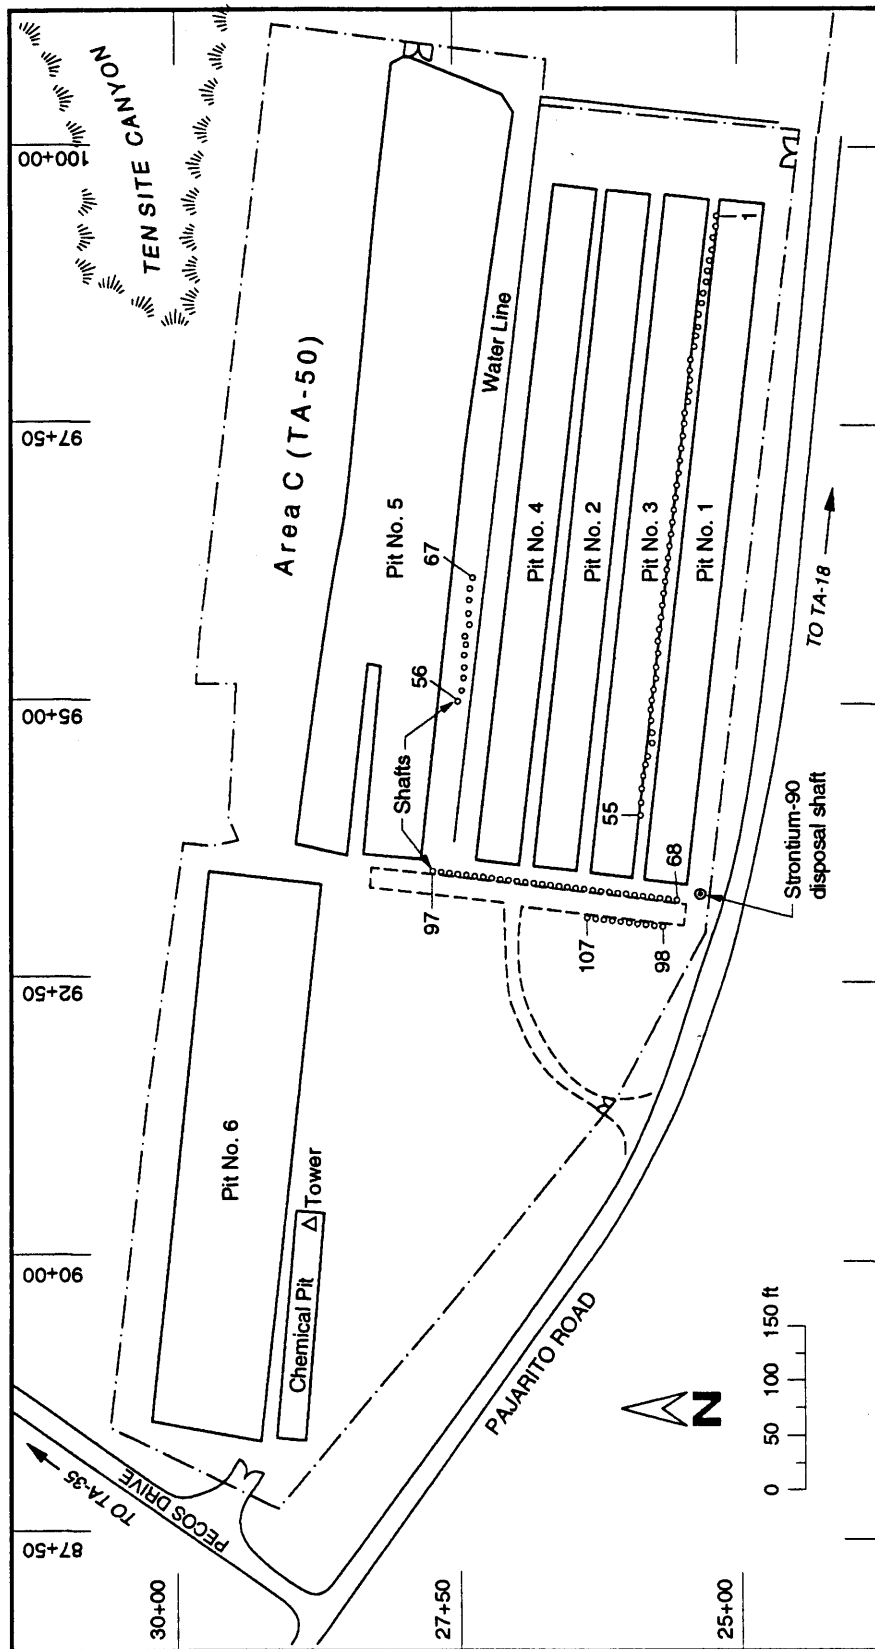 TENSITE CANYON
100+00
97+50
95+00
92+50
90+00
87+50
30+00
27+50
25+00
Area C (TA-50)
Water Line
Pit No. 5
Pit No. 4
Pit No. 2
Pit No. 3
Pit No. 1
67
56
Shafts
55
1
97
68
107
98
Strontium-90
disposal shaft
TO TA-18
Pit No. 6
Chemical Pit
Tower
TO TA-35
PECOS DRIVE
PAJARITO ROAD
N
0 50 100 150 ft